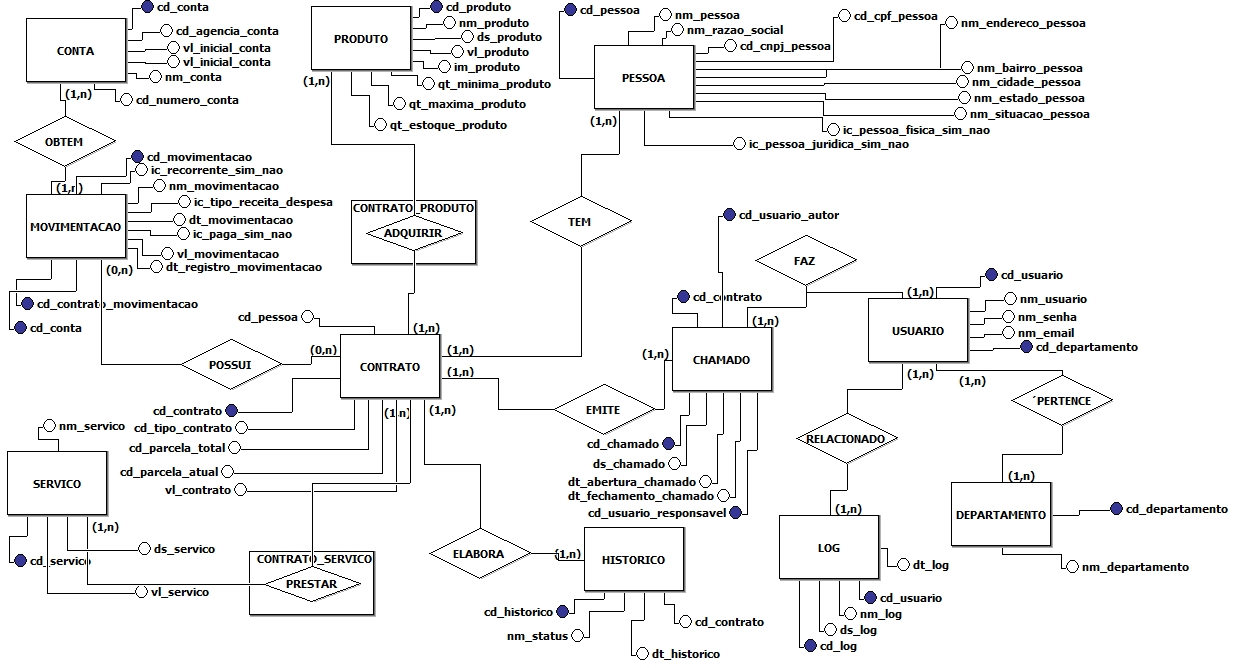 CONTA
cd_conta
cd_agencia_conta
vl_inicial_conta
vl_inicial_conta
nm_conta
cd_numero_conta
(1,n)
OBTEM
(1,n)
PRODUTO
cd_produto
nm_produto
ds_produto
vl_produto
im_produto
qt_minima_produto
qt_maxima_produto
qt_estoque_produto
(1,n)
PESSOA
cd_pessoa
nm_pessoa
nm_razao_social
cd_cnpj_pessoa
cd_cpf_pessoa
nm_endereco_pessoa
nm_bairro_pessoa
nm_cidade_pessoa
nm_estado_pessoa
nm_situacao_pessoa
ic_pessoa_fisica_sim_nao
ic_pessoa_juridica_sim_nao
(1,n)
MOVIMENTACAO
cd_movimentacao
ic_recorrente_sim_nao
nm_movimentacao
ic_tipo_receita_despesa
dt_movimentacao
ic_paga_sim_nao
vl_movimentacao
dt_registro_movimentacao
(0,n)
cd_contrato_movimentacao
cd_conta
CONTRATO_PRODUTO
ADQUIRIR
TEM
cd_usuario_autor
FAZ
cd_contrato
(1,n)
CHAMADO
(1,n)
(1,n)
USUARIO
cd_usuario
nm_usuario
nm_senha
nm_email
cd_departamento
(1,n)
(1,n)
cd_pessoa
POSSUI
(0,n)
CONTRATO
(1,n)
(1,n)
(1,n)
(1,n)
(1,n)
cd_contrato
cd_tipo_contrato
cd_parcela_total
cd_parcela_atual
vl_contrato
EMITE
cd_chamado
ds_chamado
dt_abertura_chamado
dt_fechamento_chamado
cd_usuario_responsavel
RELACIONADO
´PERTENCE
nm_servico
SERVICO
(1,n)
cd_servico
ds_servico
vl_servico
CONTRATO_SERVICO
PRESTAR
ELABORA
(1,n)
HISTORICO
cd_historico
nm_status
dt_historico
cd_contrato
(1,n)
LOG
dt_log
cd_usuario
nm_log
ds_log
cd_log
(1,n)
DEPARTAMENTO
cd_departamento
nm_departamento